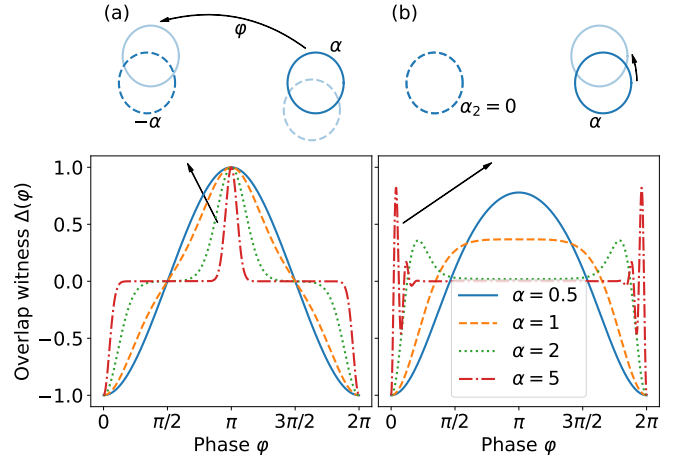 (a)
φ
α
−α
(b)
α₂ = 0
α
Overlap witness Δ(φ)
1.0
0.5
0.0
−0.5
−1.0
0 π/2 π 3π/2 2π
Phase φ
α = 0.5
α = 1
α = 2
α = 5
0 π/2 π 3π/2 2π
Phase φ